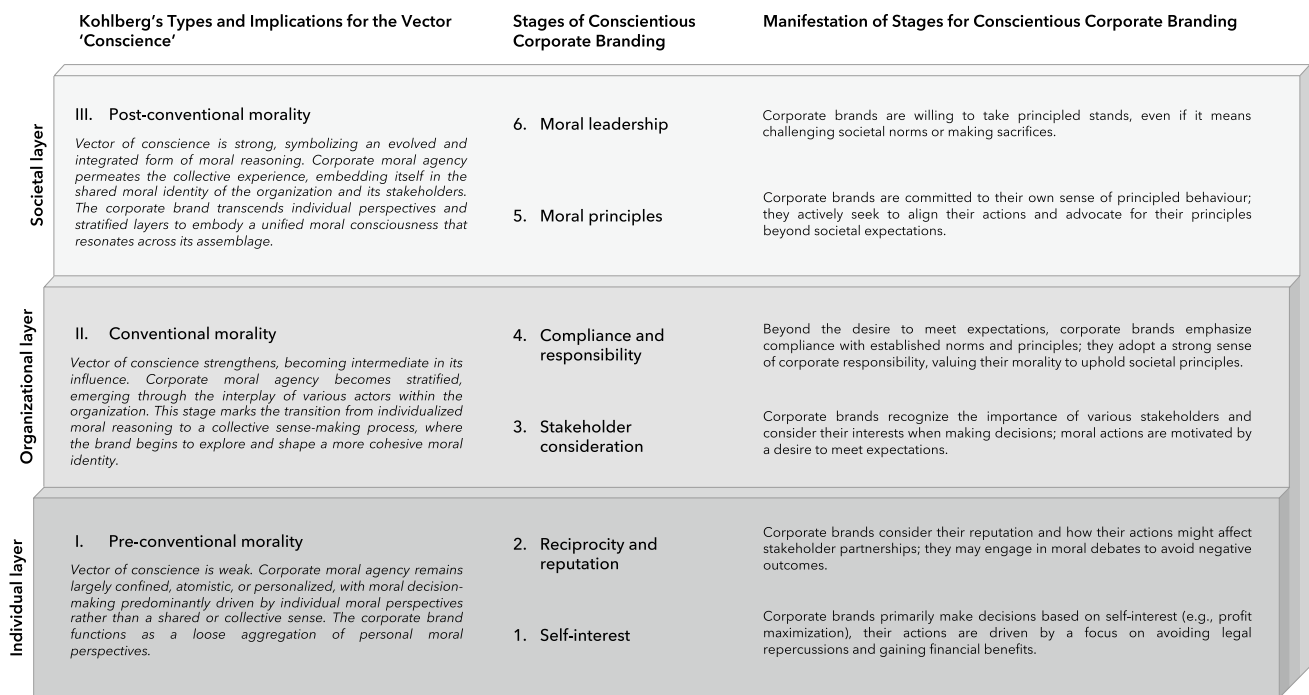 Kohlberg's Types and Implications for the Vector
'Conscience'
Stages of Conscientious
Corporate Branding
Manifestation of Stages for Conscientious Corporate Branding
Societal layer
III. Post-conventional morality
Vector of conscience is strong, symbolizing an evolved and
integrated form of moral reasoning. Corporate moral agency
permeates the collective experience, embedding itself in the
shared moral identity of the organization and its stakeholders.
The corporate brand transcends individual perspectives and
stratified layers to embody a unified moral consciousness that
resonates across its assemblage.
6. Moral leadership
Corporate brands are willing to take principled stands, even if it means
challenging societal norms or making sacrifices.
5. Moral principles
Corporate brands are committed to their own sense of principled behaviour;
they actively seek to align their actions and advocate for their principles
beyond societal expectations.
Organizational layer
II. Conventional morality
Vector of conscience strengthens, becoming intermediate in its
influence. Corporate moral agency becomes stratified,
emerging through the interplay of various actors within the
organization. This stage marks the transition from individualized
moral reasoning to a collective sense-making process, where
the brand begins to explore and shape a more cohesive moral
identity.
4. Compliance and
responsibility
Beyond the desire to meet expectations, corporate brands emphasize
compliance with established norms and principles; they adopt a strong sense
of corporate responsibility, valuing their morality to uphold societal principles.
3. Stakeholder
consideration
Corporate brands recognize the importance of various stakeholders and
consider their interests when making decisions; moral actions are motivated by
a desire to meet expectations.
Individual layer
I. Pre-conventional morality
Vector of conscience is weak. Corporate moral agency remains
largely confined, atomistic, or personalized, with moral decision-
making predominantly driven by individual moral perspectives
rather than a shared or collective sense. The corporate brand
functions as a loose aggregation of personal moral
perspectives.
2. Reciprocity and
reputation
Corporate brands consider their reputation and how their actions might affect
stakeholder partnerships; they may engage in moral debates to avoid negative
outcomes.
1. Self-interest
Corporate brands primarily make decisions based on self-interest (e.g., profit
maximization), their actions are driven by a focus on avoiding legal
repercussions and gaining financial benefits.